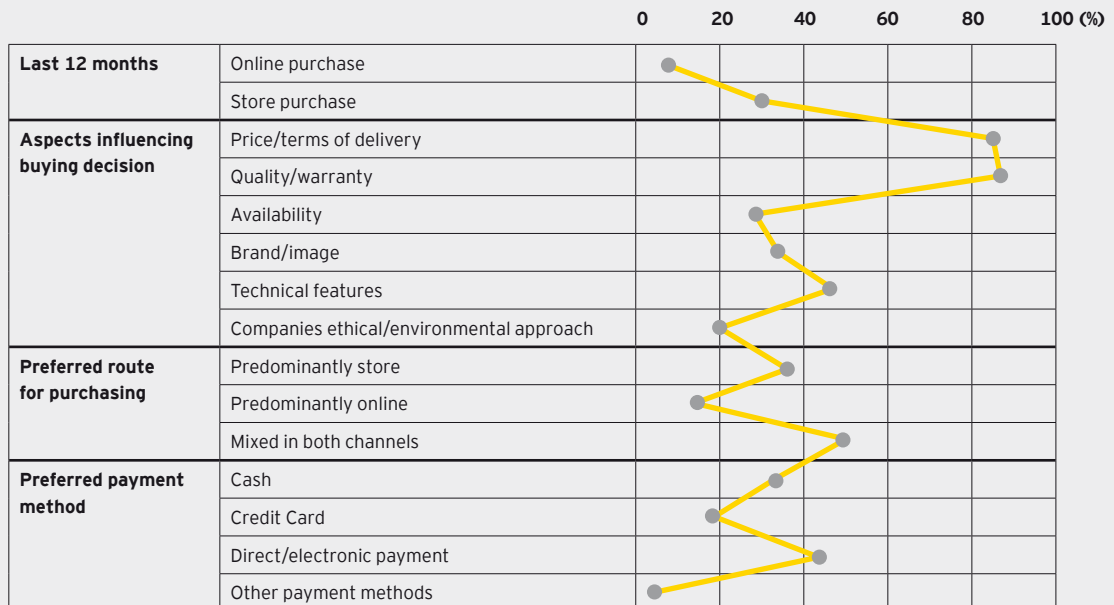 0 20 40 60 80 100 (%)
Last 12 months
Online purchase
Store purchase
Aspects influencing
buying decision
Price/terms of delivery
Quality/warranty
Availability
Brand/image
Technical features
Companies ethical/environmental approach
Preferred route
for purchasing
Predominantly store
Predominantly online
Mixed in both channels
Preferred payment
method
Cash
Credit Card
Direct/electronic payment
Other payment methods